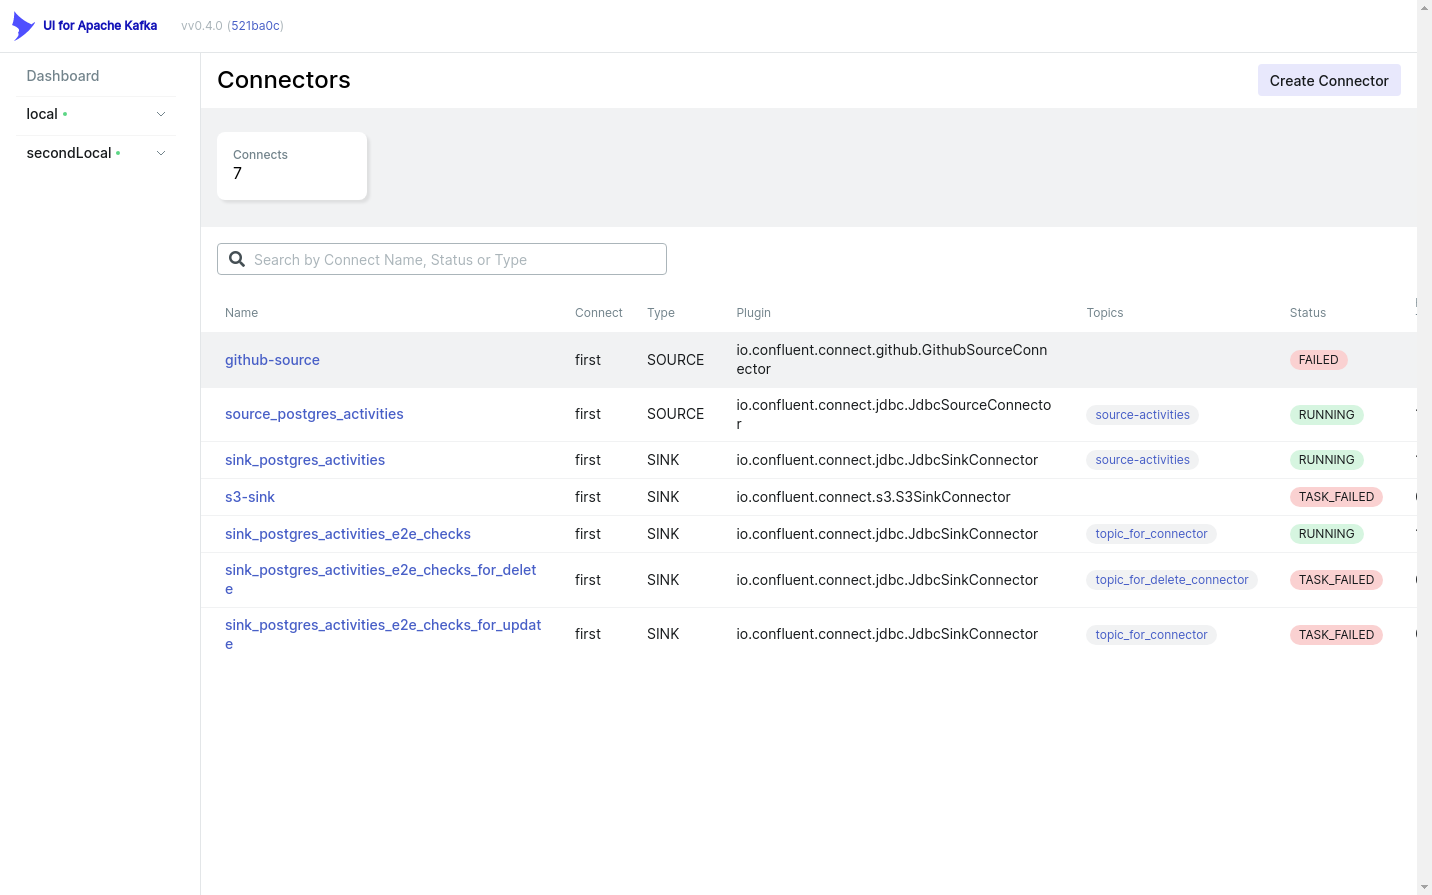 UI for Apache Kafka vv0.4.0 (521ba0c)
Dashboard
local
secondLocal
Connectors
Create Connector
Connects
7
Search by Connect Name, Status or Type
Name Connect Type Plugin Topics Status
github-source first SOURCE io.confluent.connect.github.GithubSourceConn
ector FAILED
source_postgres_activities first SOURCE io.confluent.connect.jdbc.JdbcSourceConnecto
r source-activities RUNNING
sink_postgres_activities first SINK io.confluent.connect.jdbc.JdbcSinkConnector source-activities RUNNING
s3-sink first SINK io.confluent.connect.s3.S3SinkConnector TASK_FAILED
sink_postgres_activities_e2e_checks first SINK io.confluent.connect.jdbc.JdbcSinkConnector topic_for_connector RUNNING
sink_postgres_activities_e2e_checks_for_delet
e first SINK io.confluent.connect.jdbc.JdbcSinkConnector topic_for_delete_connector TASK_FAILED
sink_postgres_activities_e2e_checks_for_updat
e first SINK io.confluent.connect.jdbc.JdbcSinkConnector topic_for_connector TASK_FAILED